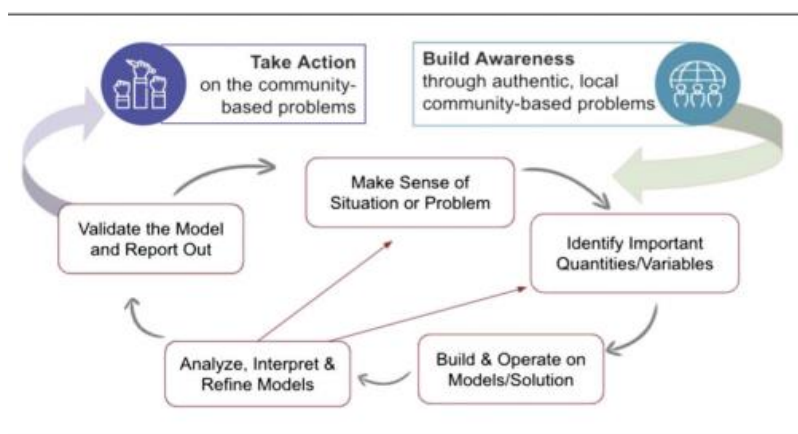 Take Action
on the community-
based problems
Build Awareness
through authentic, local
community-based problems
Make Sense of
Situation or Problem
Identify Important
Quantities/Variables
Build & Operate on
Models/Solution
Analyze, Interpret &
Refine Models
Validate the Model
and Report Out